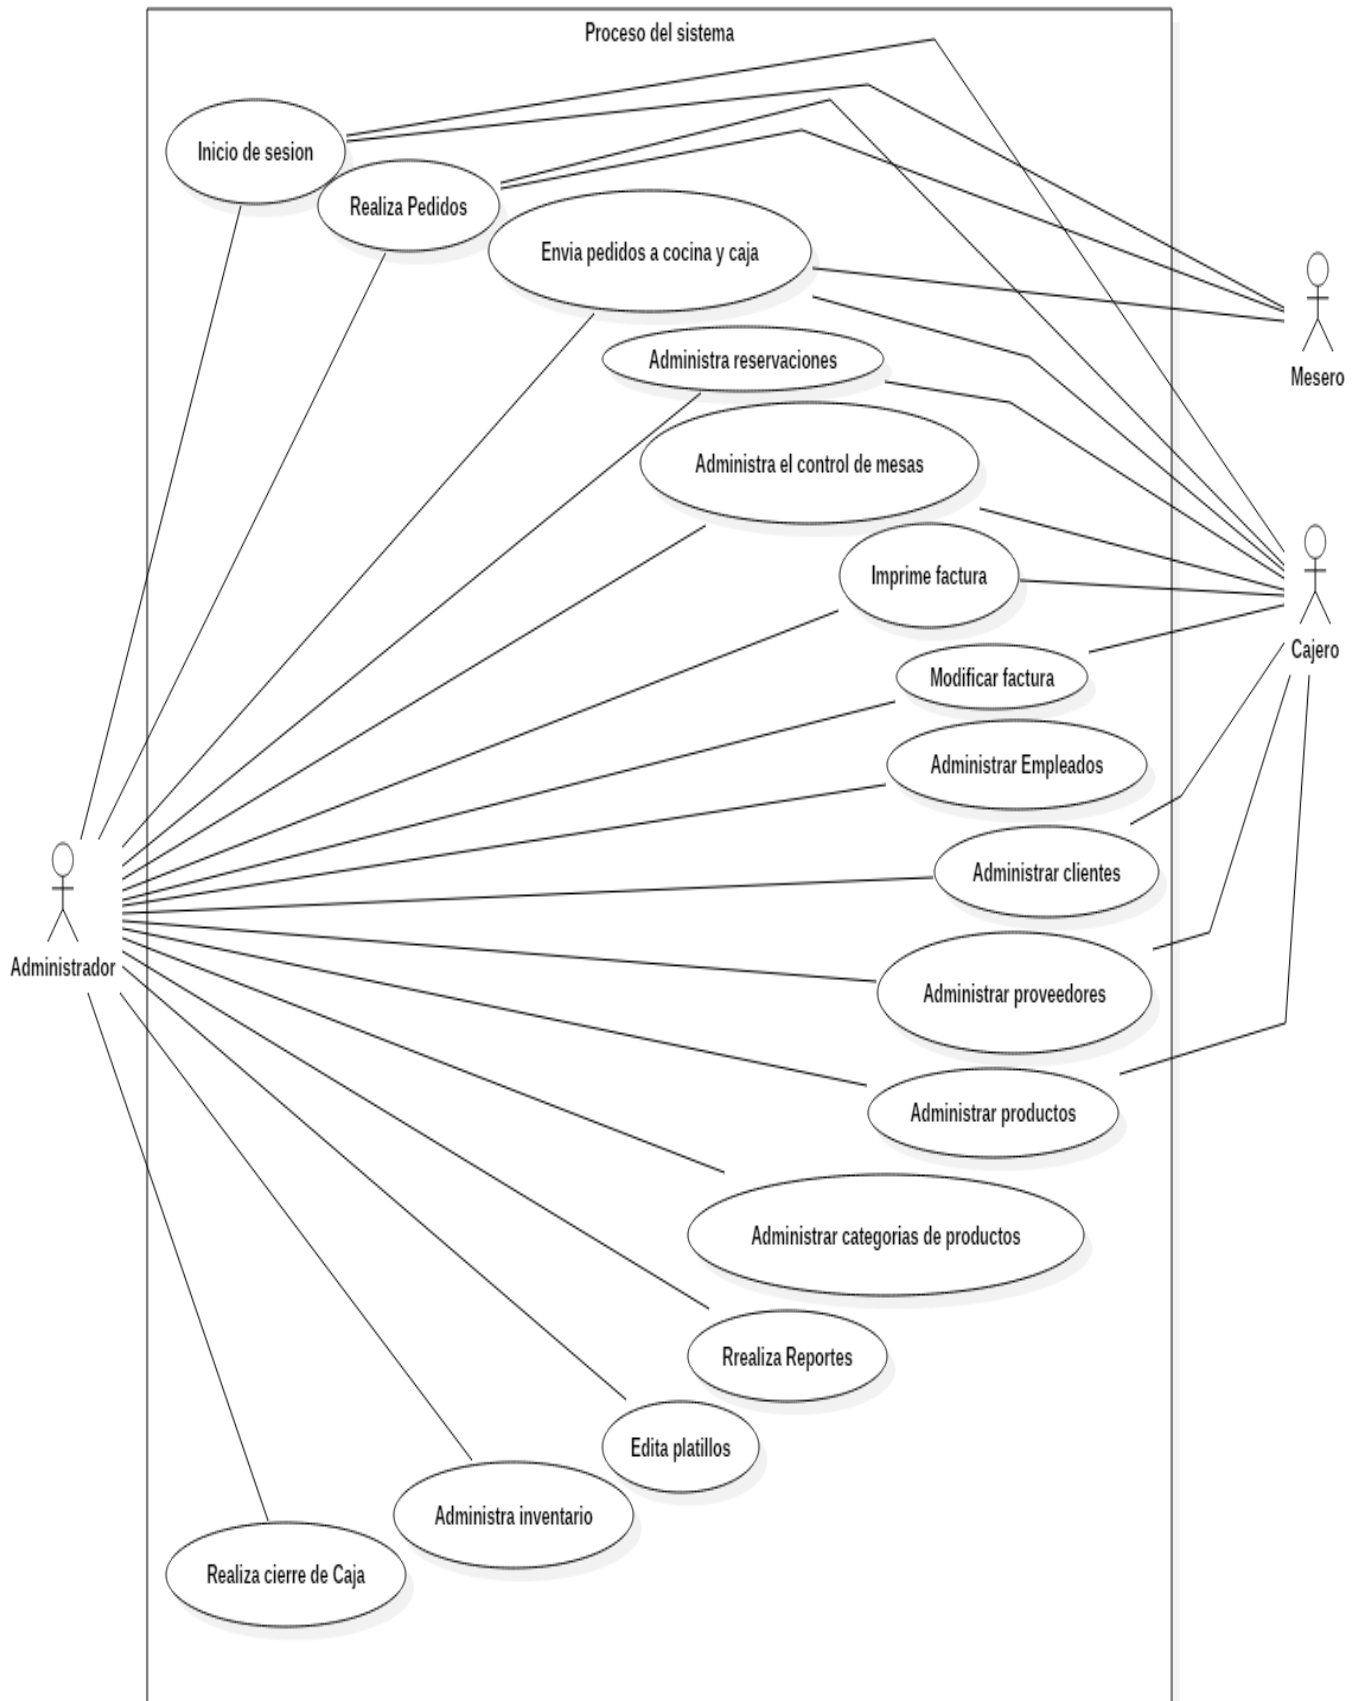 Proceso del sistema
Inicio de sesion
Realiza Pedidos
Envia pedidos a cocina y caja
Administra reservaciones
Mesero
Administra el control de mesas
Imprime factura
Cajero
Modificar factura
Administrar Empleados
Administrar clientes
Administrador
Administrar proveedores
Administrar productos
Administrar categorias de productos
Rrealiza Reportes
Edita platillos
Administra inventario
Realiza cierre de Caja